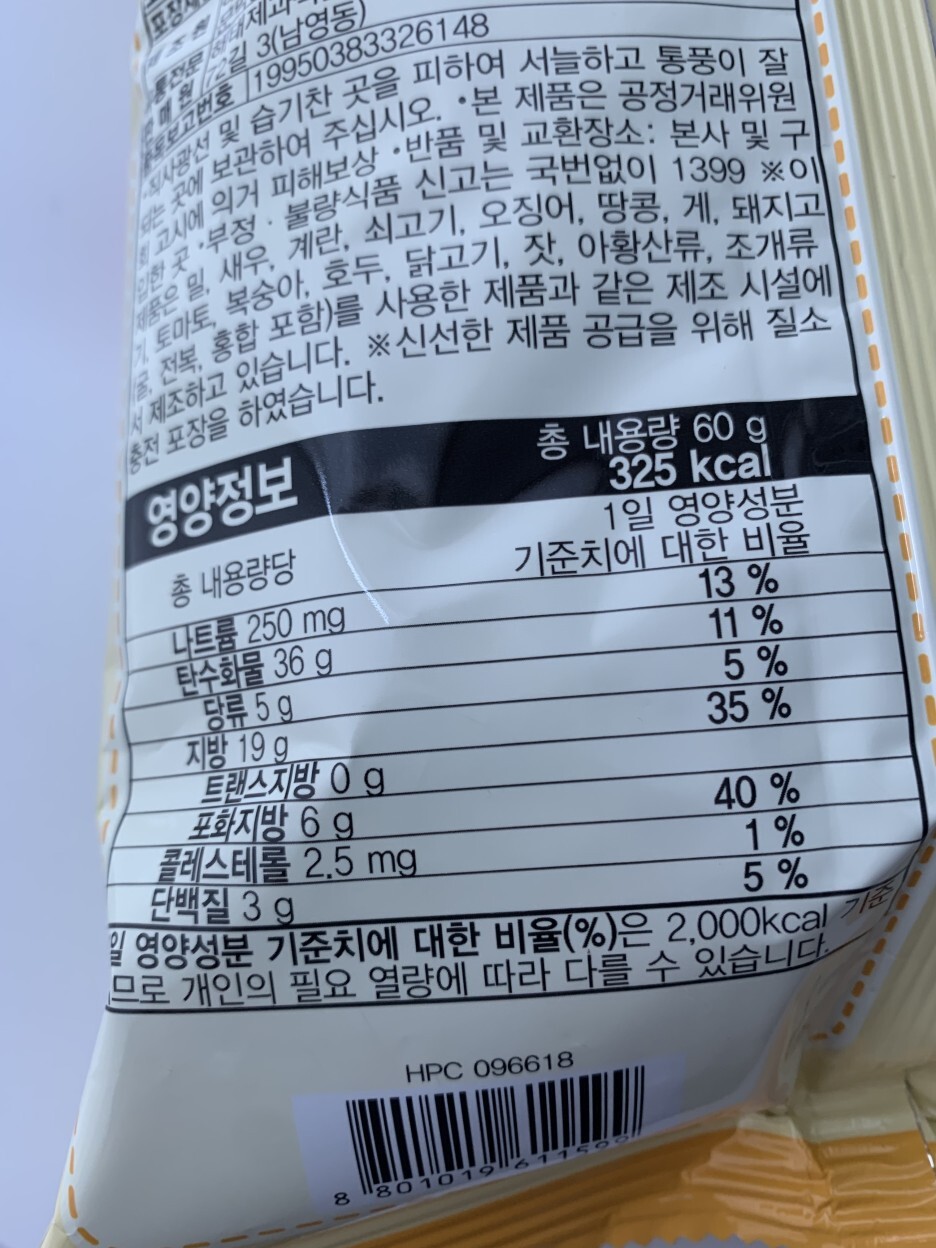 제조원
2길 3(남영동)
품목보고번호 19950383326148
·직사광선 및 습기찬 곳을 피하여 서늘하고 통풍이 잘
되는 곳에 보관하여 주십시오. ·본 제품은 공정거래위원
회 고시에 의거 피해보상 ·반품 및 교환장소: 본사 및 구
입한 곳 ·부정·불량식품 신고는 국번없이 1399 ※이
제품은 밀, 새우, 계란, 쇠고기, 오징어, 땅콩, 게, 돼지고
기, 토마토, 복숭아, 호두, 닭고기, 잣, 아황산류, 조개류
(굴, 전복, 홍합 포함)를 사용한 제품과 같은 제조 시설에
서 제조하고 있습니다. ※신선한 제품 공급을 위해 질소
충전 포장을 하였습니다.
영양정보 총 내용량 60 g
325 kcal
총 내용량당 1일 영양성분
기준치에 대한 비율
나트륨 250 mg 13 %
탄수화물 36 g 11 %
당류 5 g 5 %
지방 19 g 35 %
트랜스지방 0 g
포화지방 6 g 40 %
콜레스테롤 2.5 mg 1 %
단백질 3 g 5 %
일 영양성분 기준치에 대한 비율(%)은 2,000kcal 기준
므로 개인의 필요 열량에 따라 다를 수 있습니다.
HPC 096618
8 801019 611599